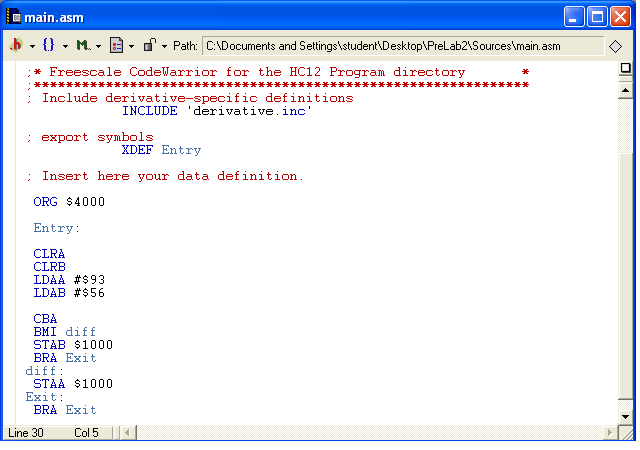 main.asm
Path: C:\Documents and Settings\student\Desktop\PreLab2\Sources\main.asm
;* Freescale CodeWarrior for the HC12 Program directory *
;**************************************************************
; Include derivative-specific definitions
INCLUDE 'derivative.inc'
; export symbols
XDEF Entry
; Insert here your data definition.
ORG $4000
Entry:
CLRA
CLRB
LDAA #$93
LDAB #$56
CBA
BMI diff
STAB $1000
BRA Exit
diff:
STAA $1000
Exit:
BRA Exit
Line 30 Col 5